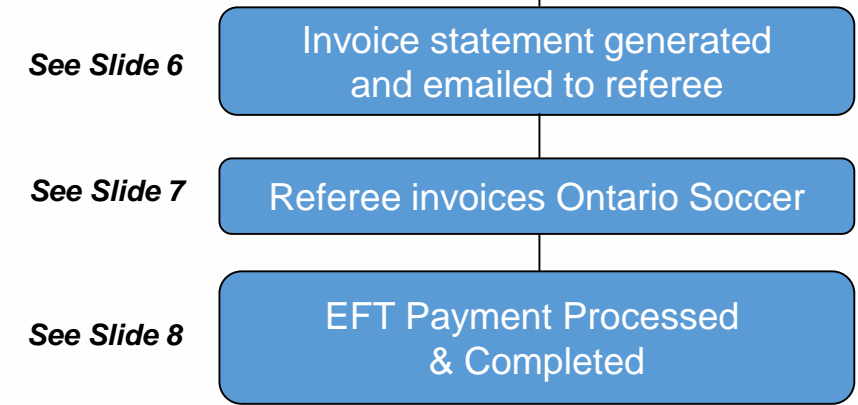 See Slide 6
Invoice statement generated
and emailed to referee
See Slide 7
Referee invoices Ontario Soccer
See Slide 8
EFT Payment Processed
& Completed